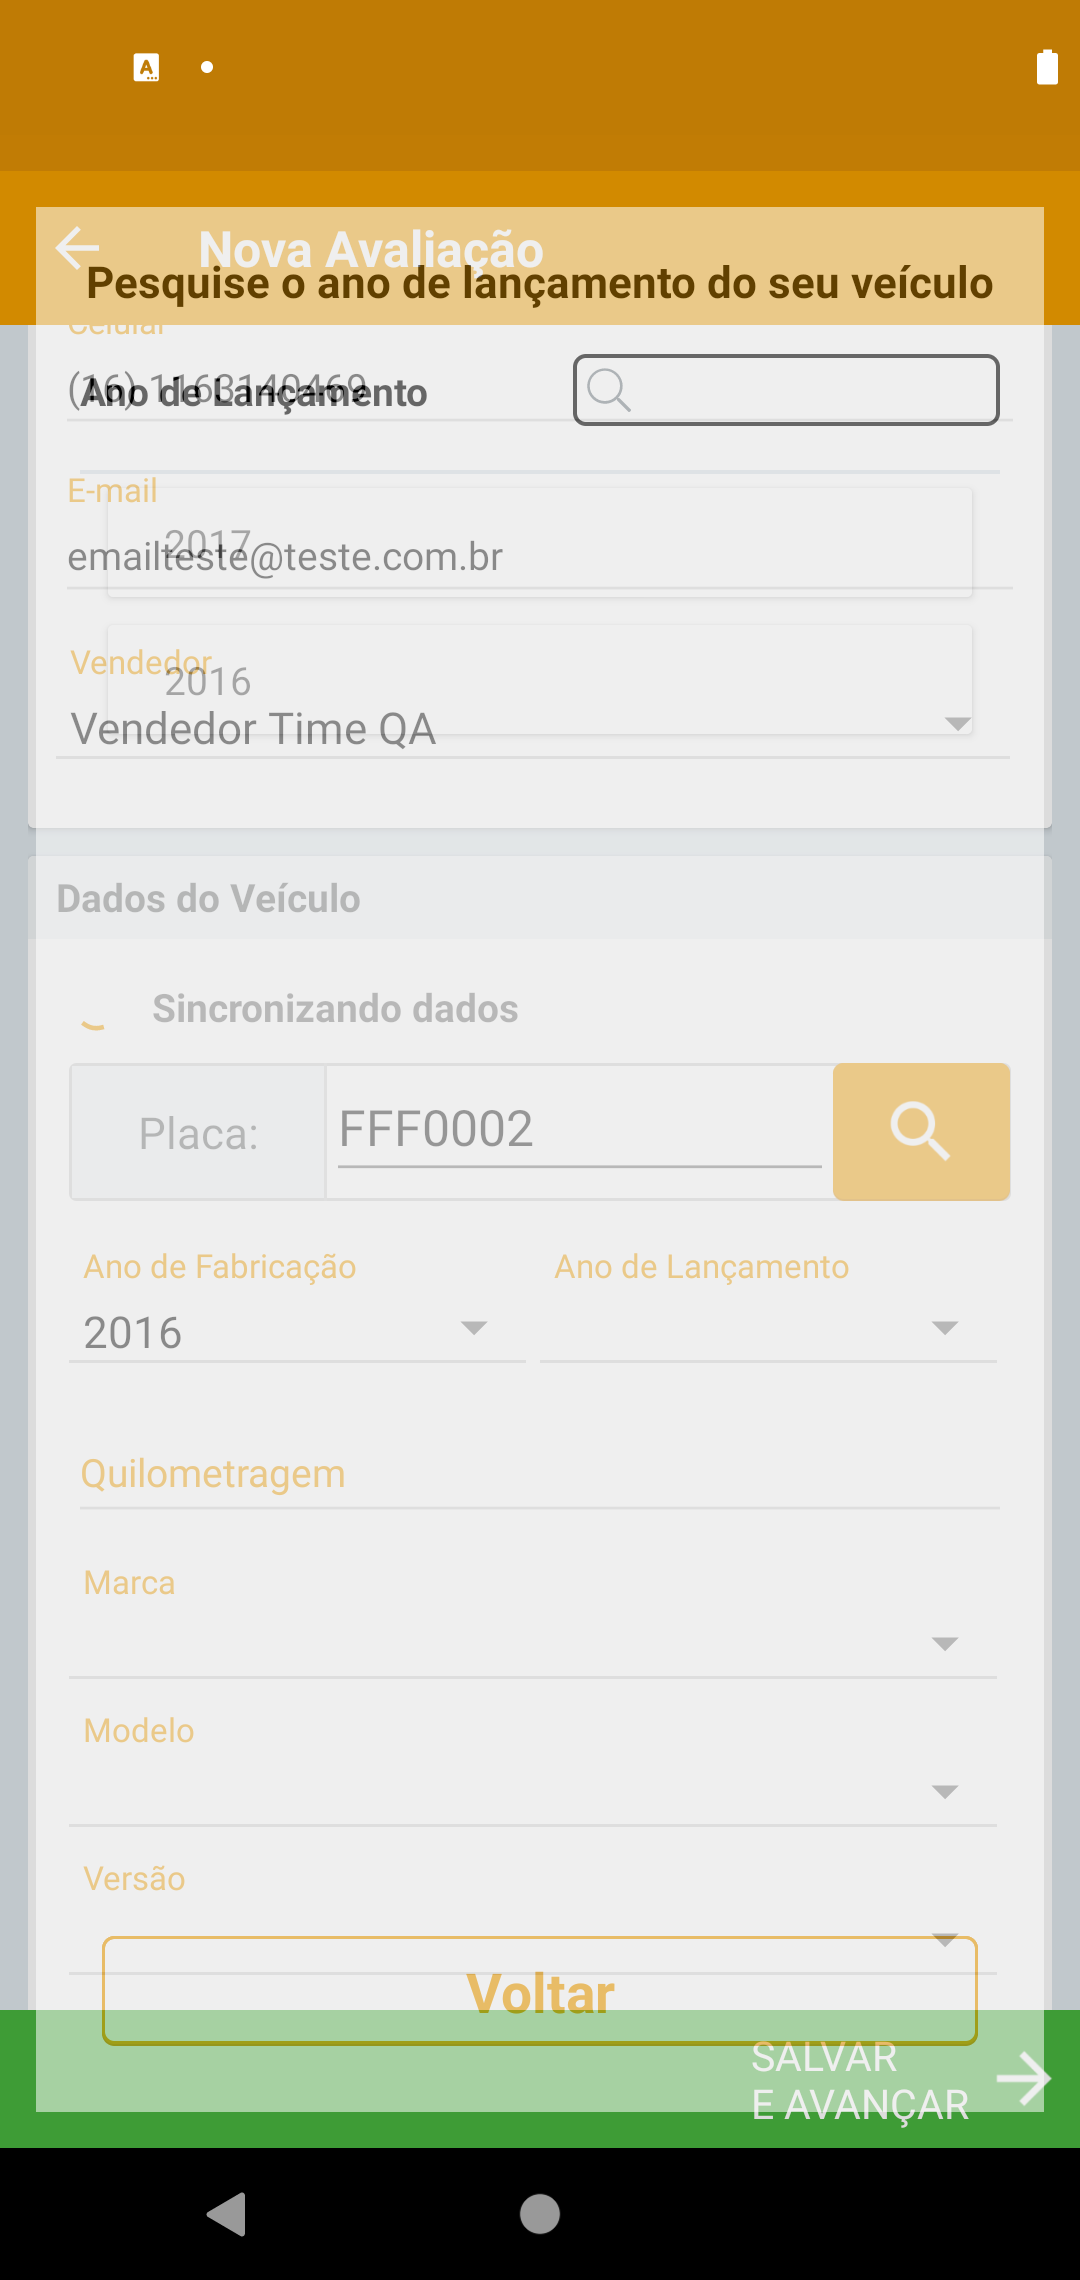 Nova Avaliação
Pesquise o ano de lançamento do seu veículo
Celular
(16) 1163140469
Ano de Lançamento
E-mail
2017
emailteste@teste.com.br
Vendedor
2016
Vendedor Time QA
Dados do Veículo
Sincronizando dados
Placa: FFF0002
Ano de Fabricação Ano de Lançamento
2016
Quilometragem
Marca
Modelo
Versão
Voltar
SALVAR
E AVANÇAR